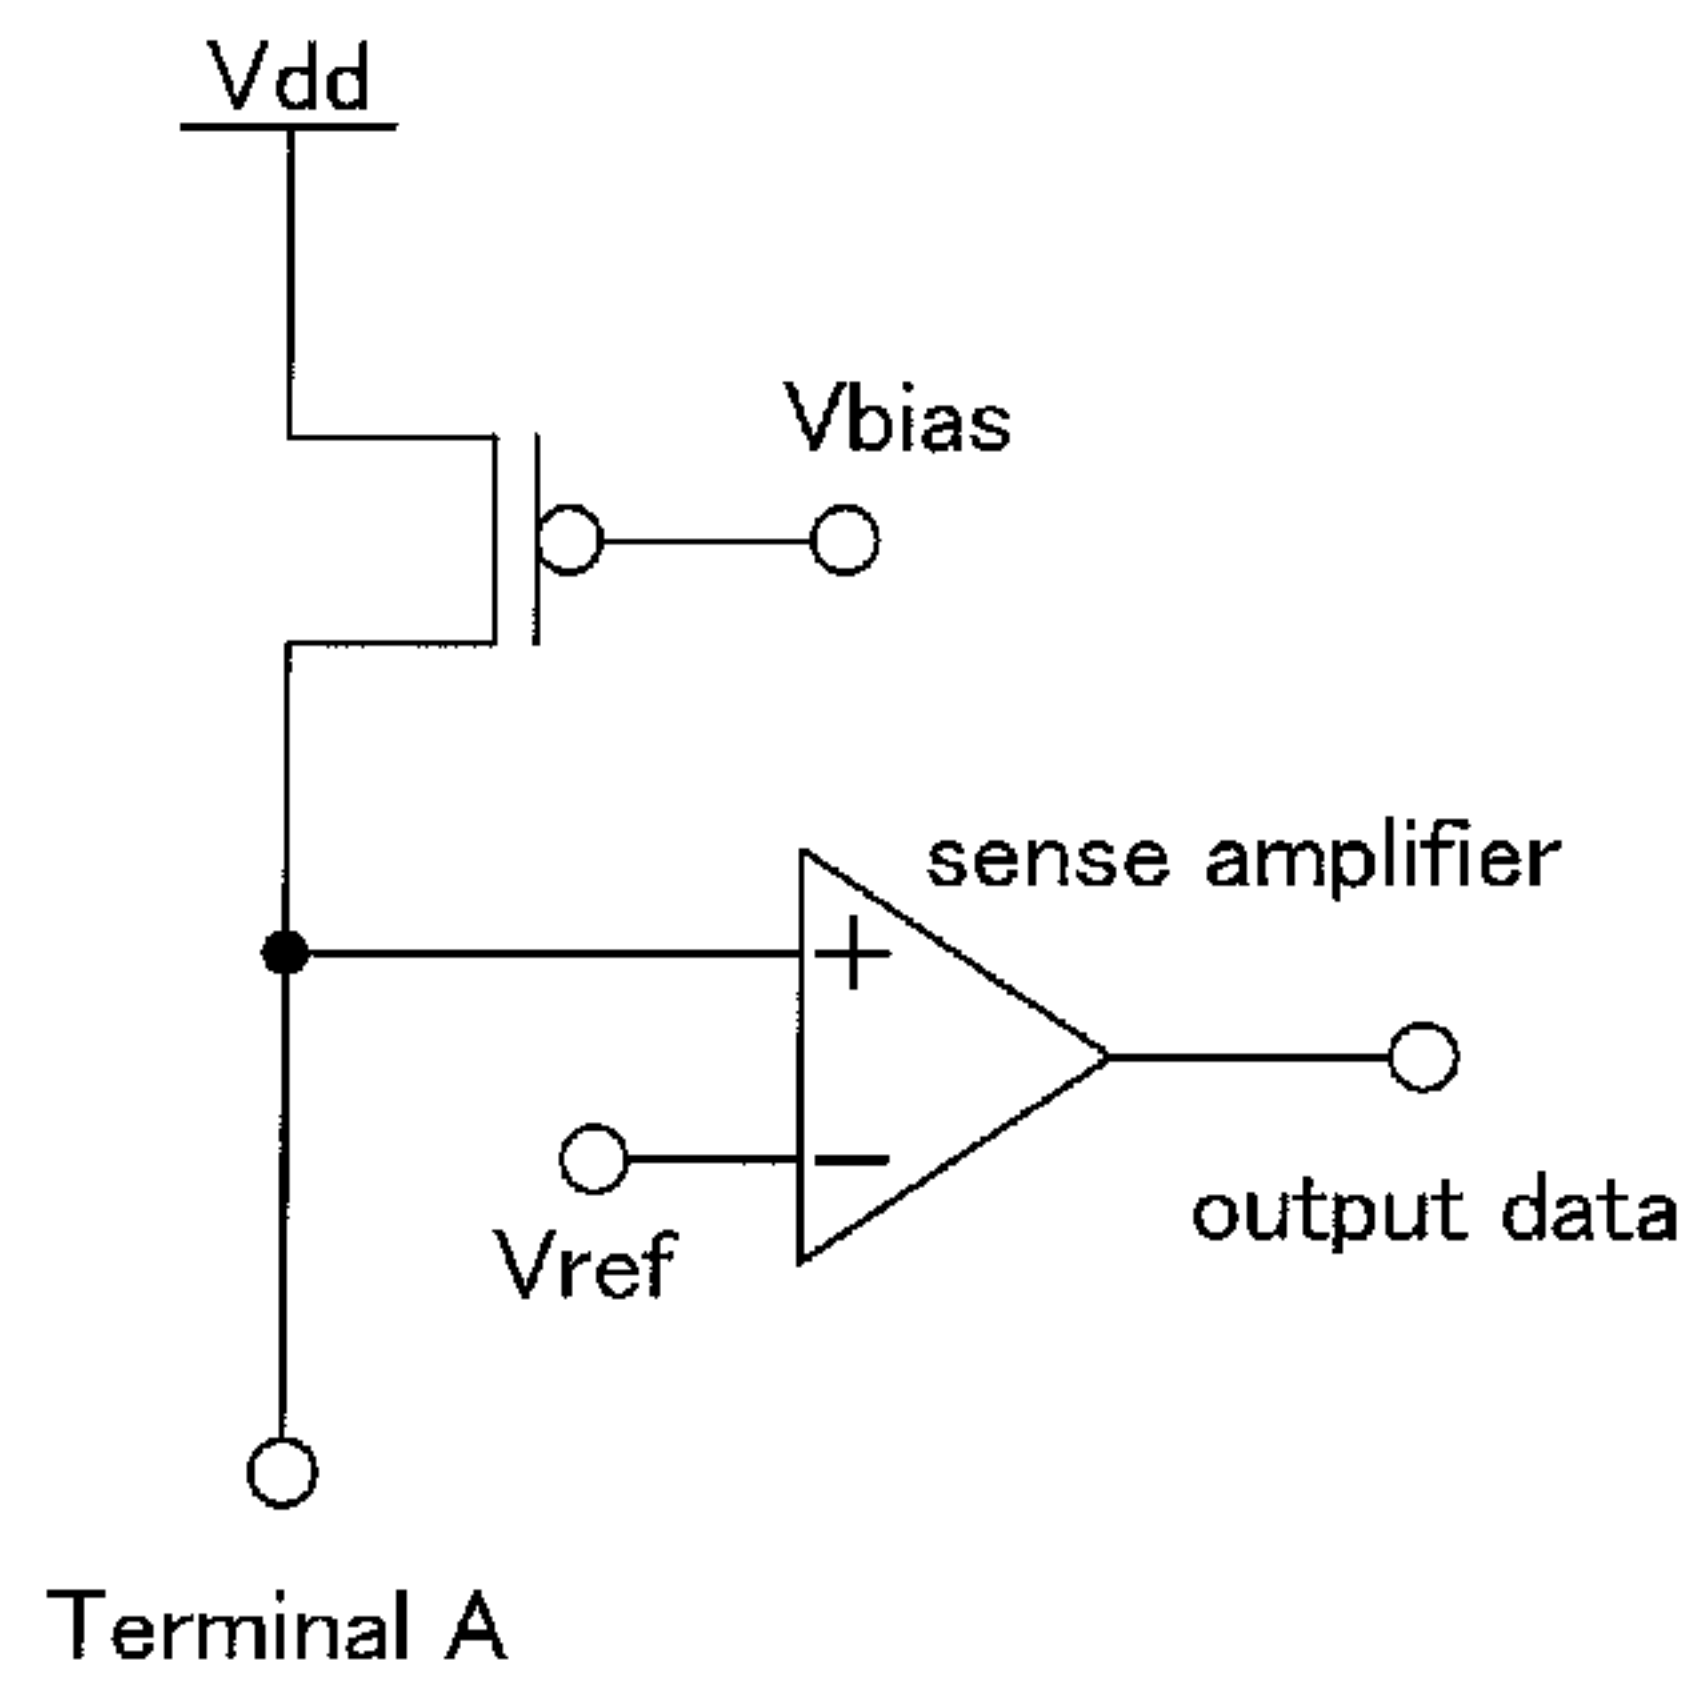 Vdd
Vbias
sense amplifier
+
−
Vref
output data
Terminal A